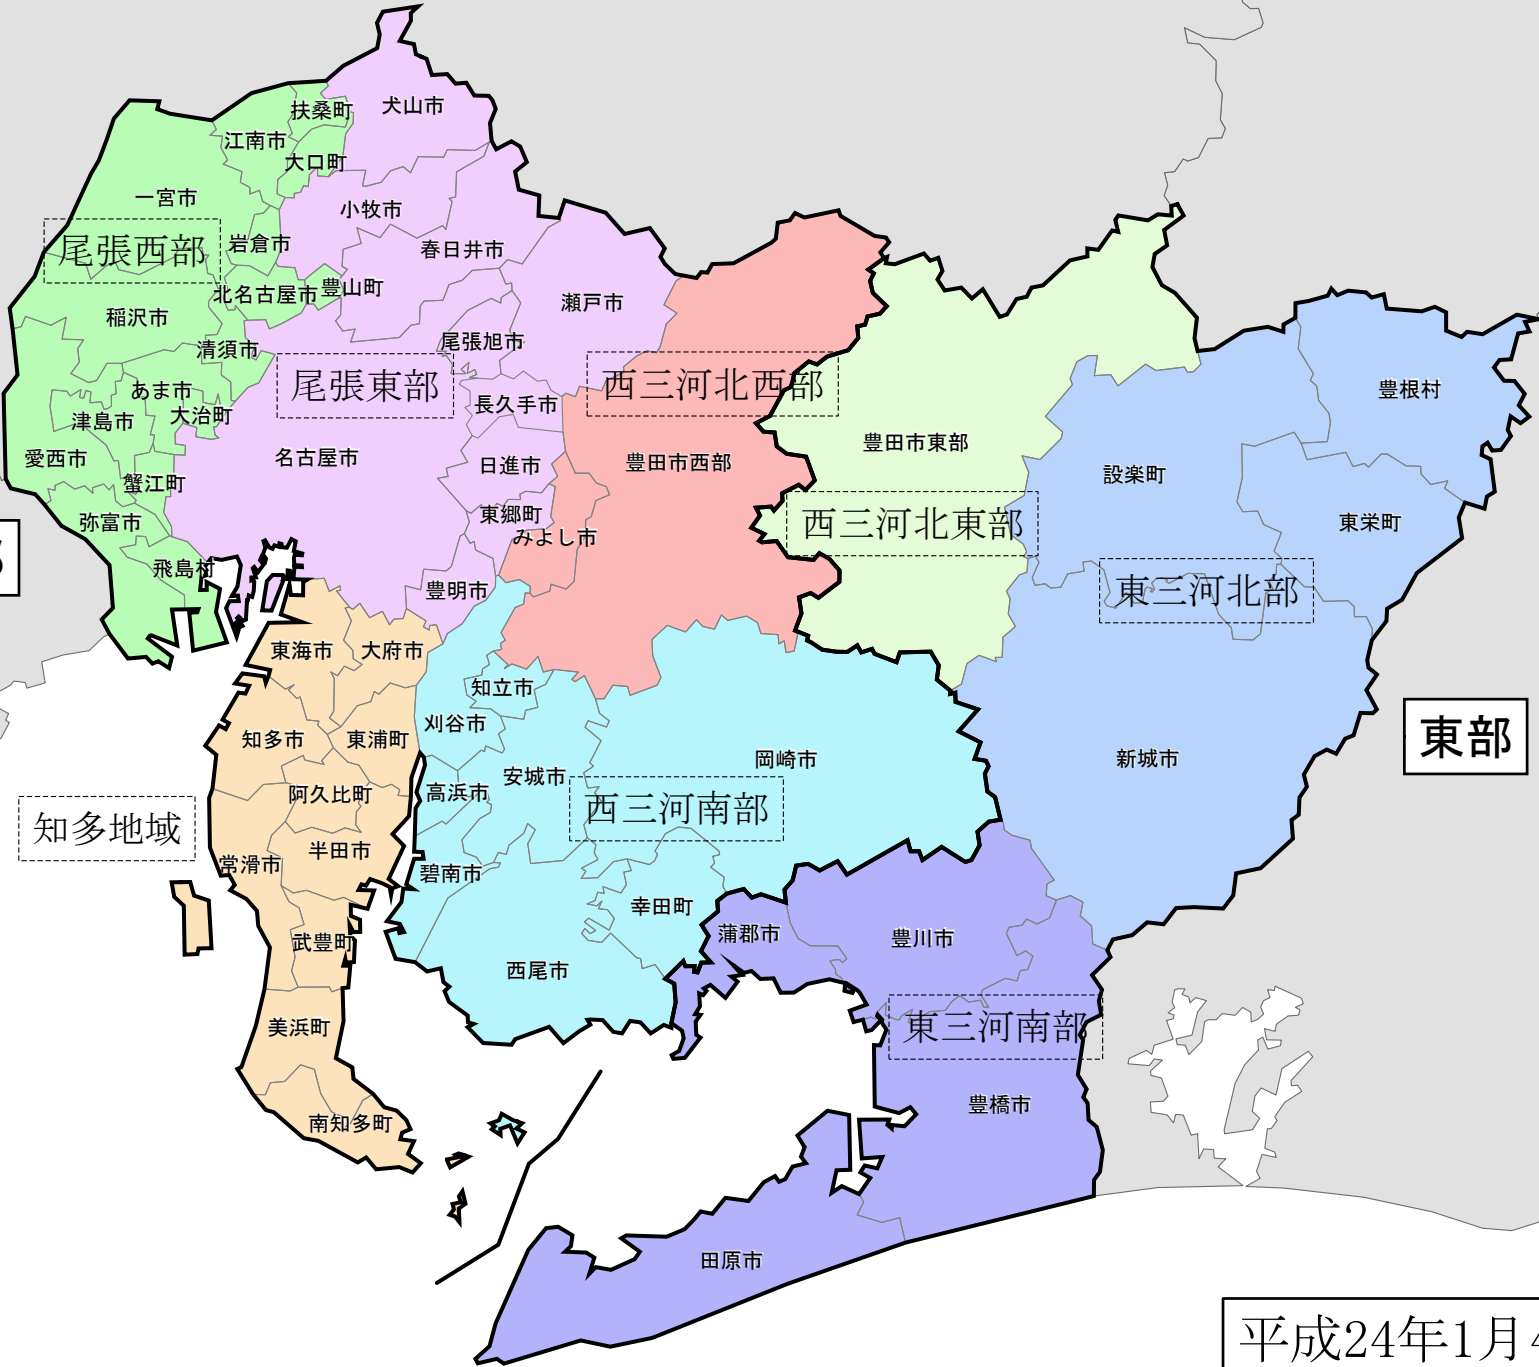 犬山市
扶桑町
江南市
大口町
一宮市
小牧市
尾張西部
岩倉市
春日井市
北名古屋市
豊山町
瀬戸市
稲沢市
尾張旭市
清須市
尾張東部
西三河北西部
あま市
長久手市
豊根村
津島市
大治町
豊田市東部
愛西市
名古屋市
日進市
豊田市西部
設楽町
蟹江町
弥富市
東郷町
みよし市
西三河北東部
東栄町
飛島村
豊明市
東三河北部
東海市
大府市
知立市
刈谷市
知多市
東浦町
岡崎市
新城市
東部
安城市
阿久比町
高浜市
西三河南部
知多地域
半田市
常滑市
碧南市
幸田町
武豊町
蒲郡市
豊川市
西尾市
美浜町
東三河南部
南知多町
豊橋市
田原市
平成24年1月4